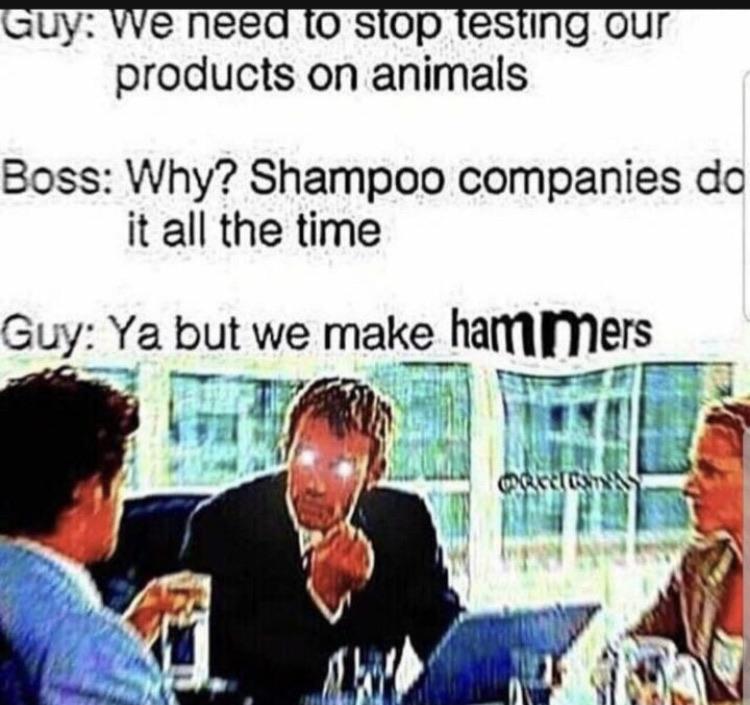 Guy: We need to stop testing our
products on animals
Boss: Why? Shampoo companies do
it all the time
Guy: Ya but we make hammers